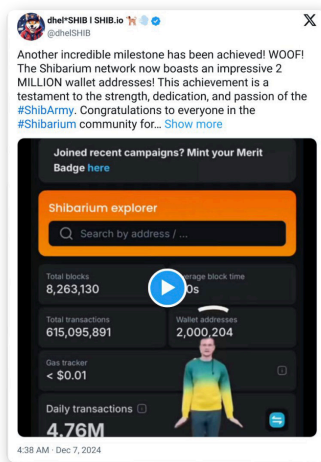 dhel*SHIB I SHIB.io
@dhelSHIB
Another incredible milestone has been achieved! WOOF!
The Shibarium network now boasts an impressive 2
MILLION wallet addresses! This achievement is a
testament to the strength, dedication, and passion of the
#ShibArmy. Congratulations to everyone in the
#Shibarium community for... Show more
Joined recent campaigns? Mint your Merit
Badge here
Shibarium explorer
Search by address / ...
Total blocks
8,263,130
block time
Total transactions
615,095,891
Wallet addresses
2,000,204
Gas tracker
< $0.01
Daily transactions
4.76M
4:38 AM · Dec 7, 2024